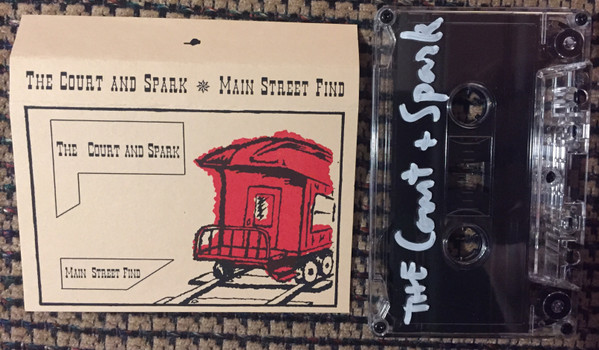 THE COURT AND SPARK ✵ MAIN STREET FIND
THE COURT AND SPARK
MAIN STREET FIND
THE Court + Spark